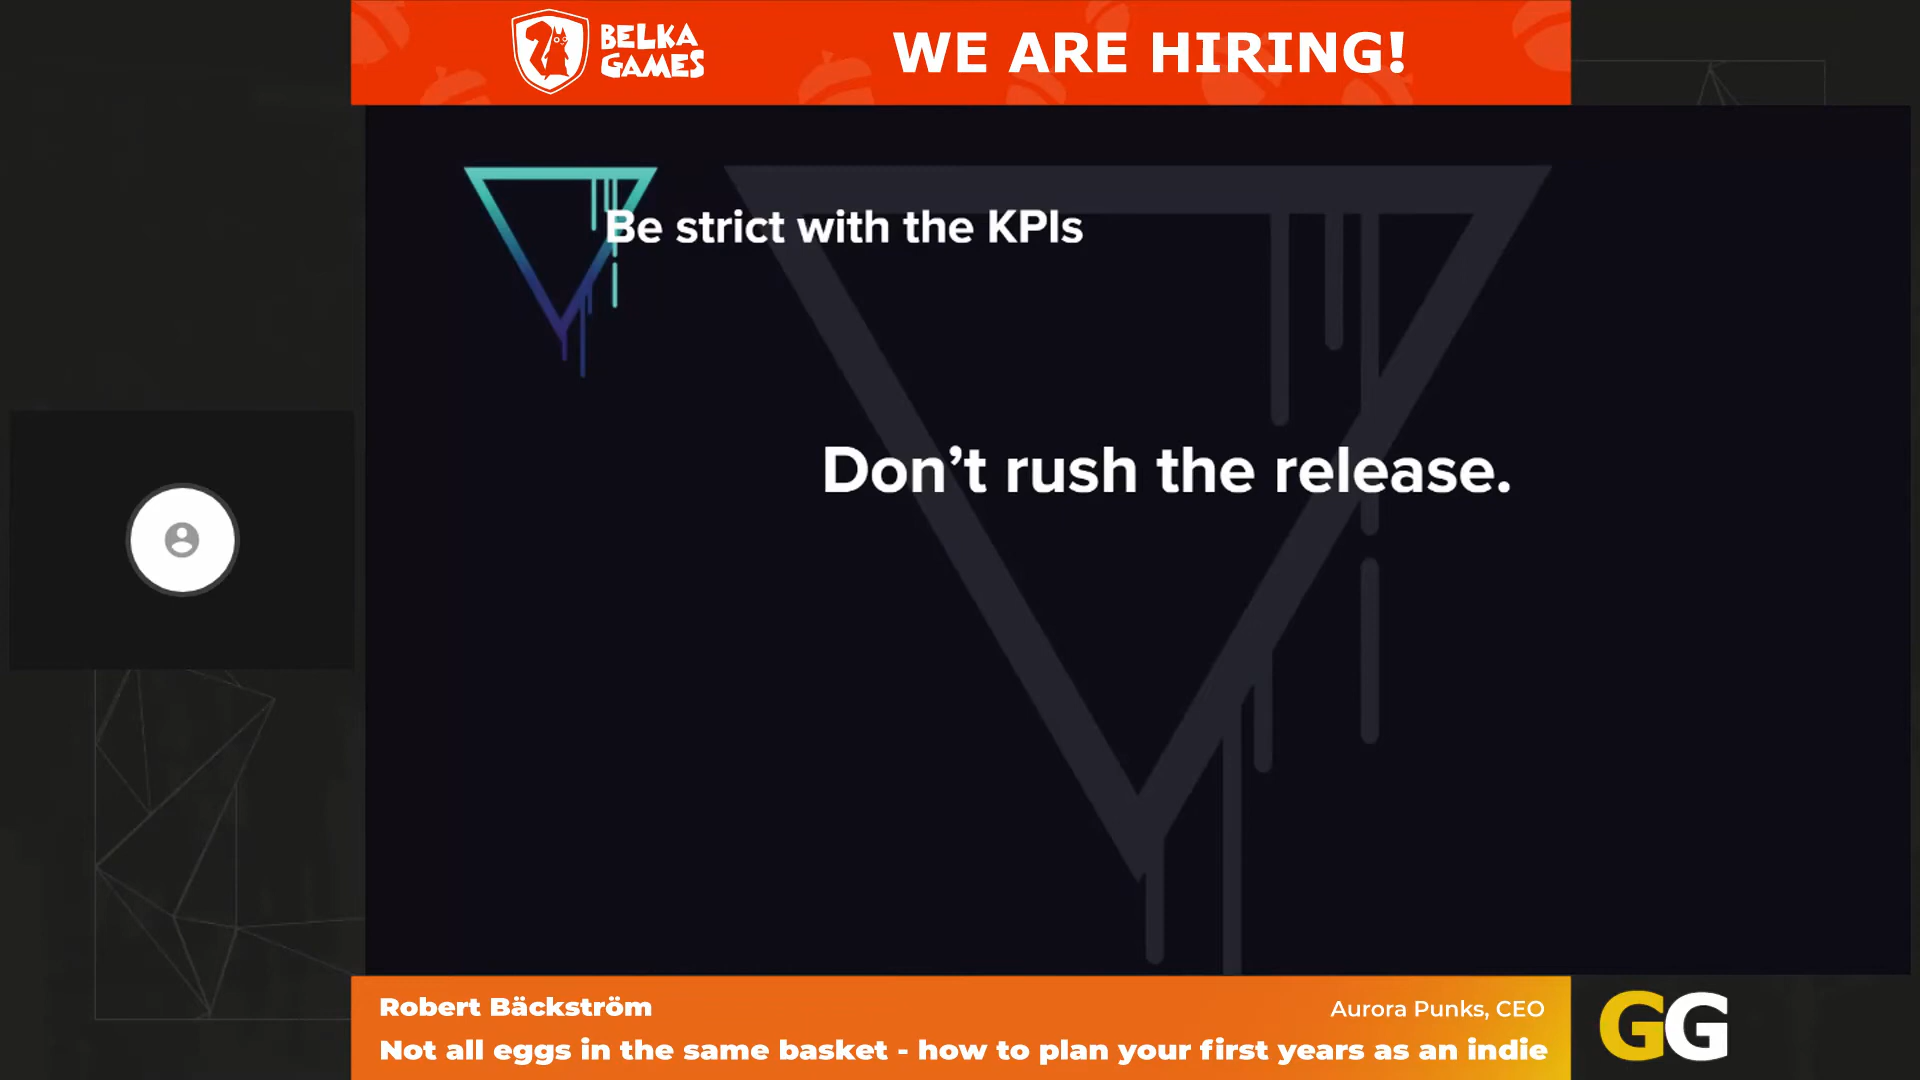 BELKA
GAMES
WE ARE HIRING!
Be strict with the KPIs
Don’t rush the release.
Robert Bäckström
Aurora Punks, CEO
Not all eggs in the same basket - how to plan your first years as an indie
GG